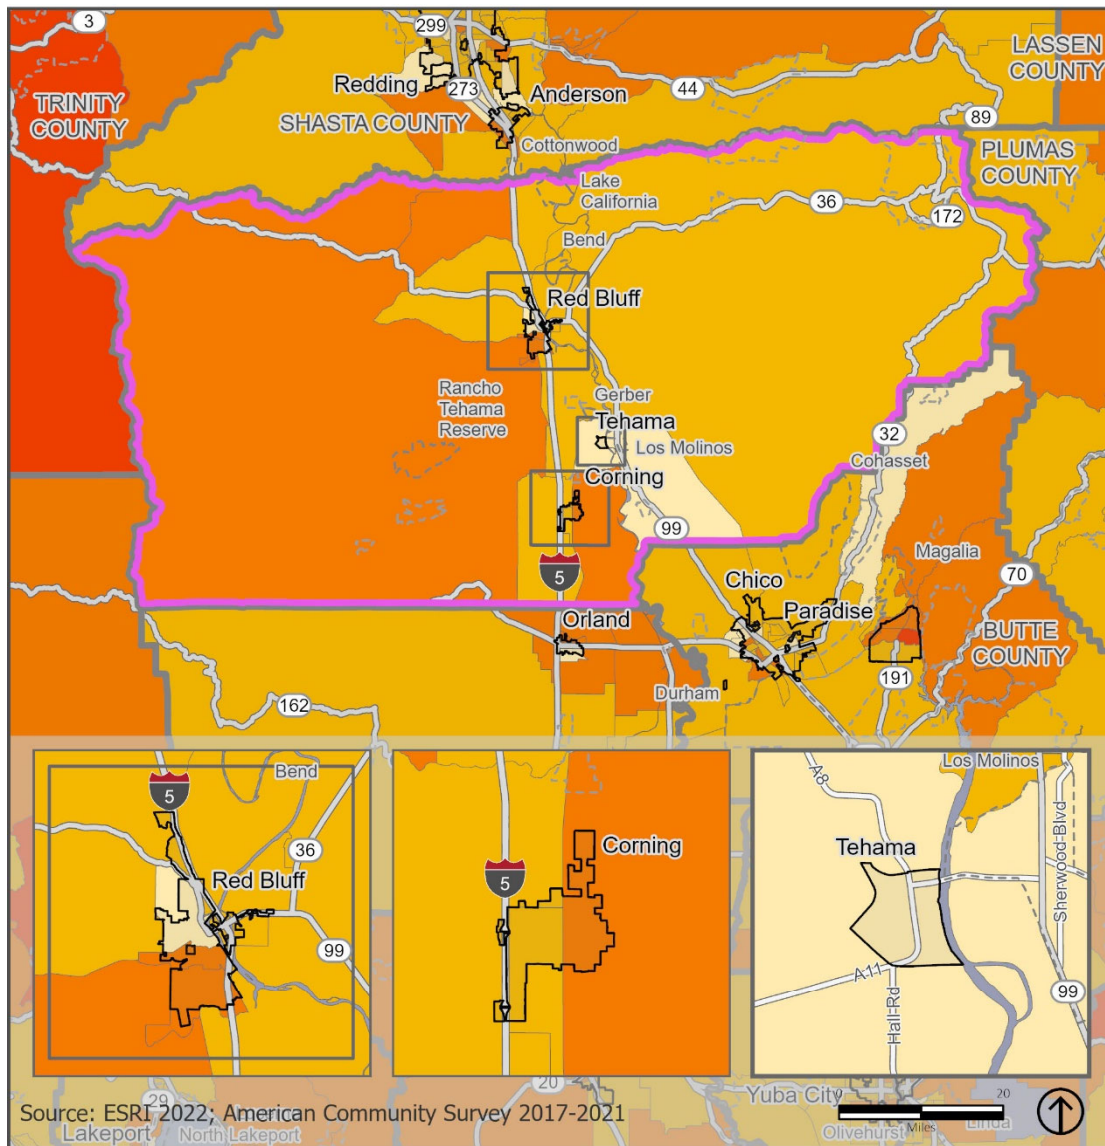 3
299
LASSEN
COUNTY
Redding
273
44
TRINITY
COUNTY
Anderson
89
SHASTA COUNTY
Cottonwood
PLUMAS
COUNTY
Lake
California
36
172
Bend
Red Bluff
Rancho
Tehama
Reserve
Gerber
Tehama
Los Molinos
32
Cohasset
Corning
99
Magalia
5
Chico
70
Paradise
Orland
BUTTE
COUNTY
191
Durham
162
Bend
5
36
Red Bluff
99
Corning
5
Los Molinos
A8
Tehama
Sherwood Blvd
A11
Hall Rd
99
20
29
Yuba City
0 20
Miles
Source: ESRI 2022; American Community Survey 2017-2021
Lakeport
North Lakeport
Olivehurst
Linda